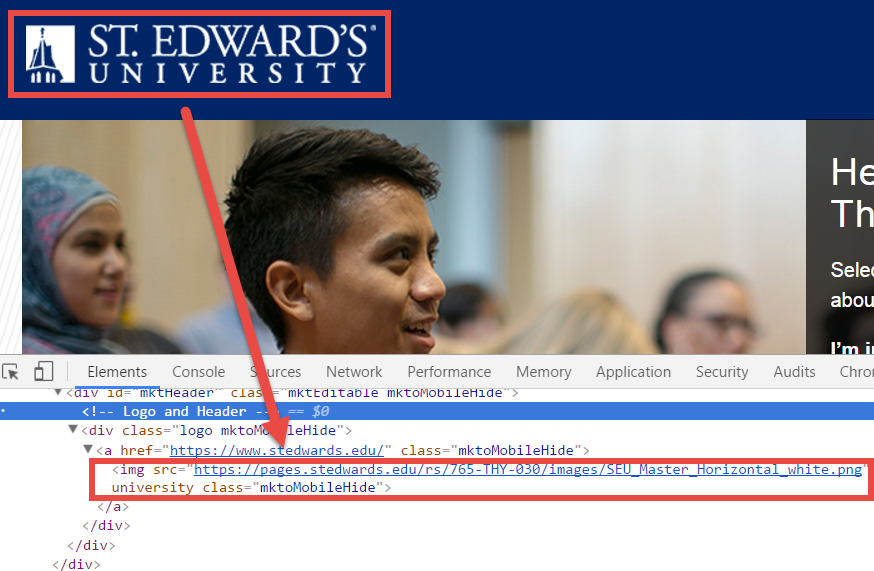 ST. EDWARD'S®
UNIVERSITY
He
Th
Selec
abou
I'm i
Elements Console Sources Network Performance Memory Application Security Audits Chro
▼<div id="mktHeader" class="mktEditable mktoMobileHide">
<!-- Logo and Header --> == $0
▼<div class="logo mktoMobileHide">
▼<a href="https://www.stedwards.edu/" class="mktoMobileHide">
<img src="https://pages.stedwards.edu/rs/765-THY-030/images/SEU_Master_Horizontal_white.png"
university class="mktoMobileHide">
</a>
</div>
</div>
</div>